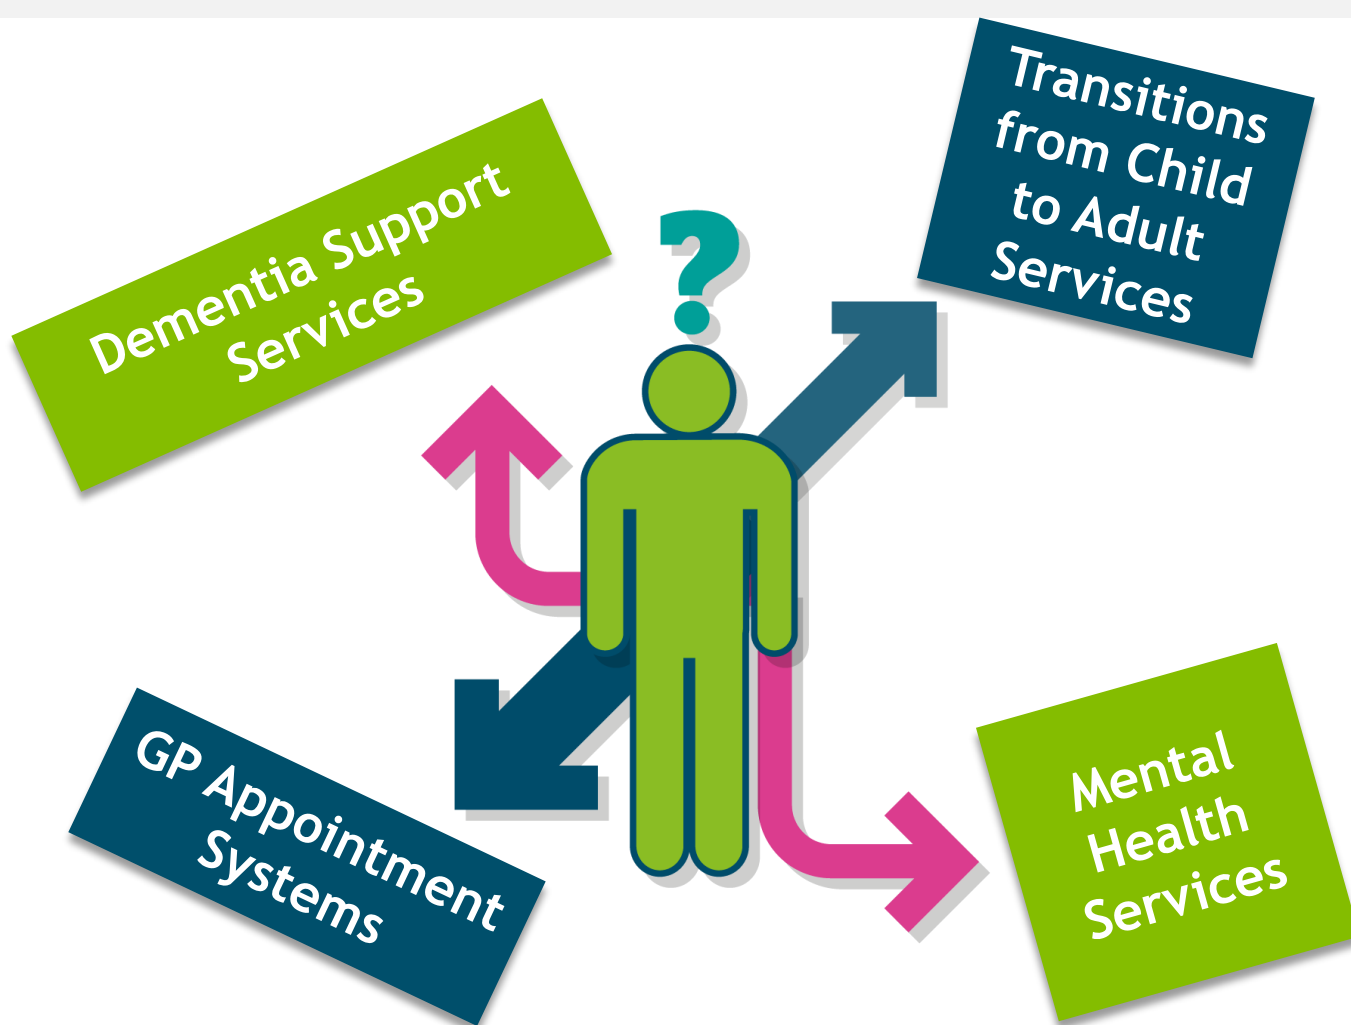 Dementia Support
Services
?
Transitions
from Child
to Adult
Services
GP Appointment
Systems
Mental
Health
Services